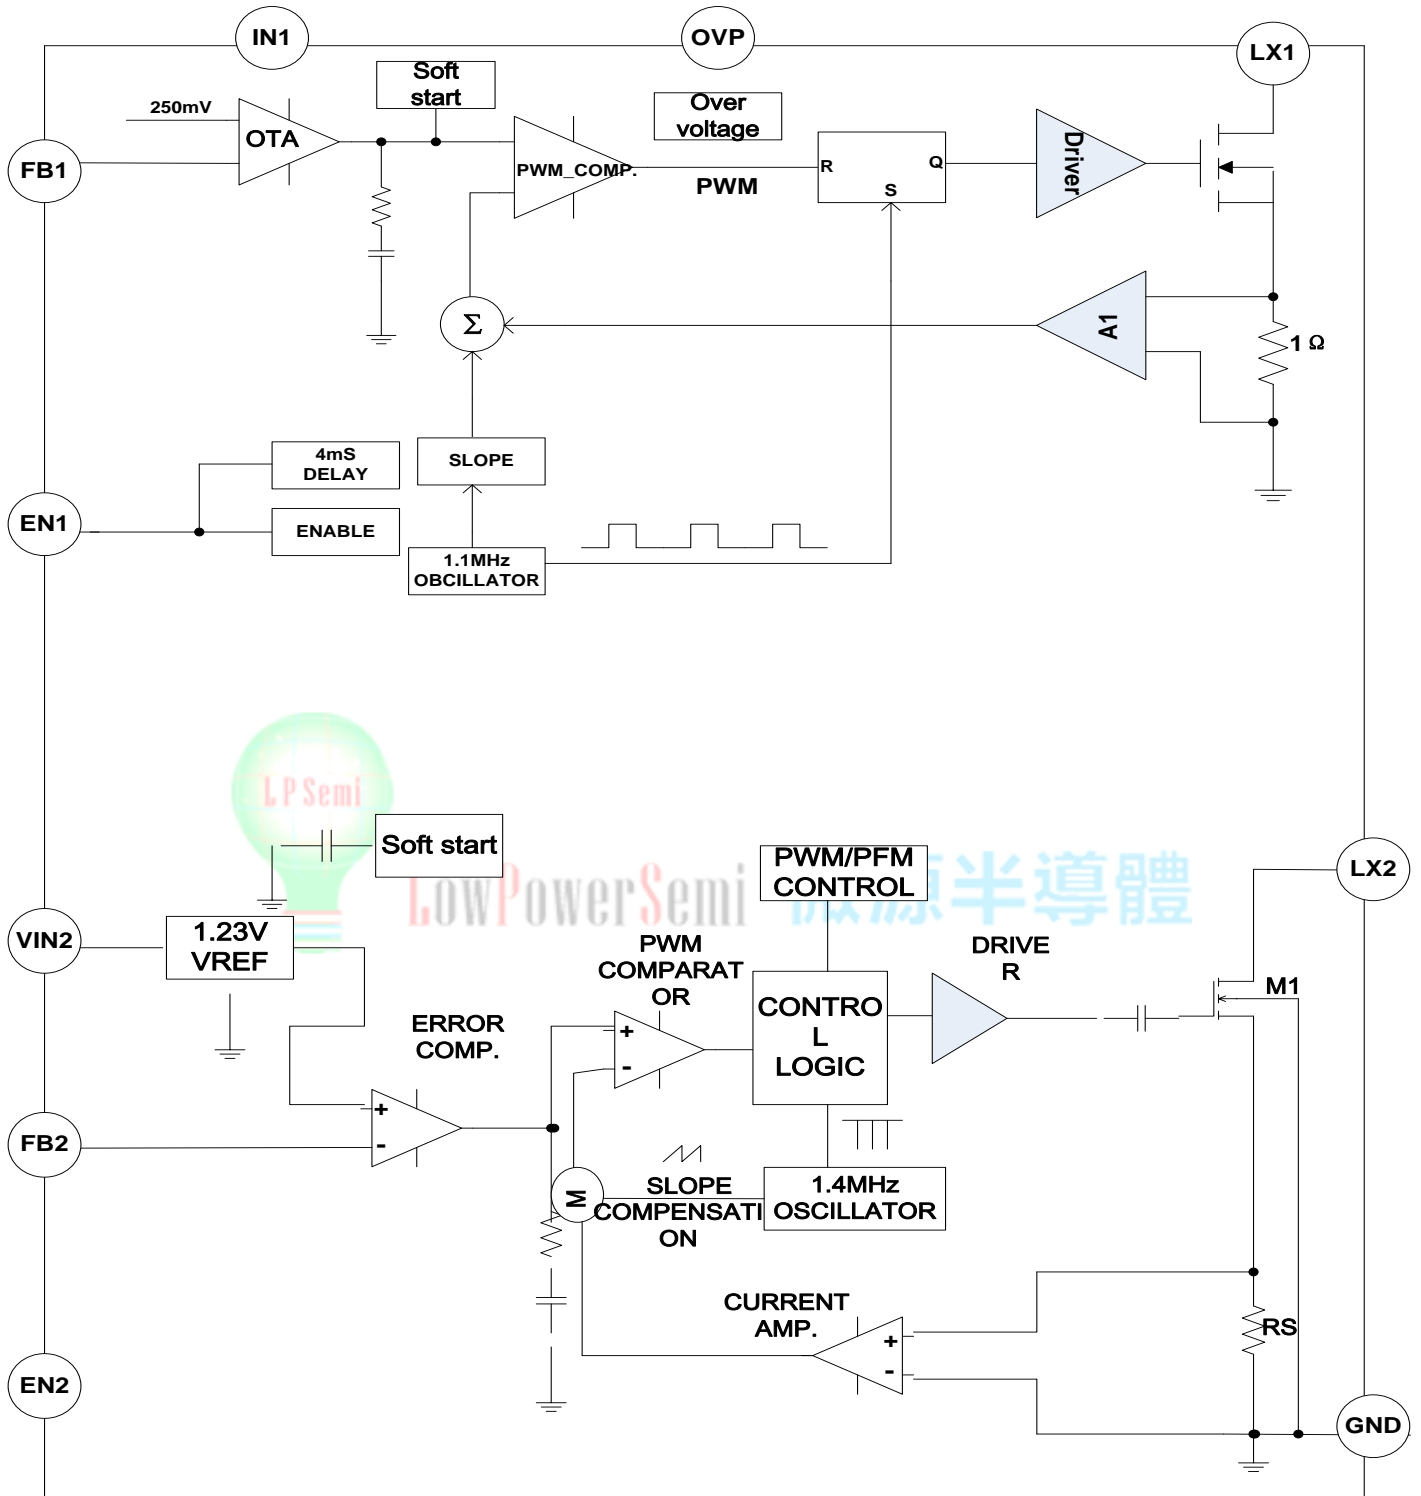 IN1
OVP
LX1
Soft
start
250mV
OTA
Over
voltage
Driver
FB1
PWM_COMP.
PWM
R
Q
S
Σ
A1
1 Ω
4mS
DELAY
SLOPE
EN1
ENABLE
1.1MHz
OBCILLATOR
LP Semi
Soft start
LowPowerSemi 微源半導體
PWM/PFM
CONTROL
LX2
VIN2
1.23V
VREF
PWM
COMPARAT
OR
DRIVE
R
M1
ERROR
COMP.
+
-
CONTRO
L
LOGIC
+
-
FB2
M
SLOPE
COMPENSATI
ON
1.4MHz
OSCILLATOR
CURRENT
AMP.
+
-
RS
EN2
GND